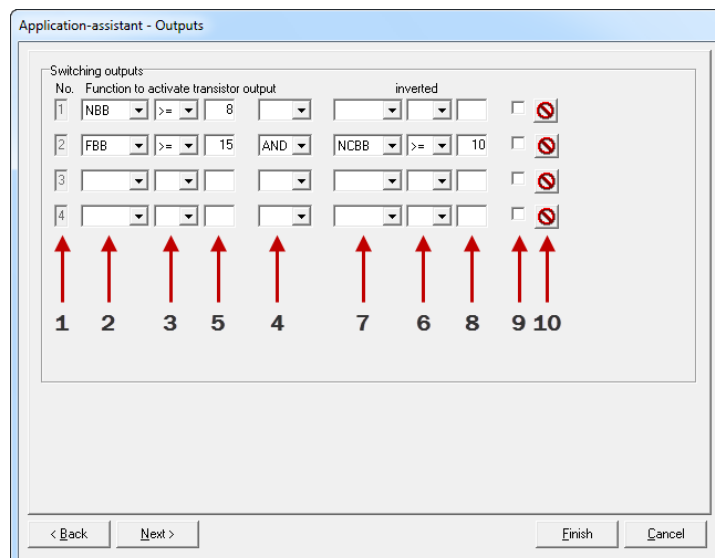 Application-assistant - Outputs
Switching outputs
No. Function to activate transistor output inverted
1 NBB >= 8
2 FBB >= 15 AND NCBB >= 10
3
4
1 2 3 5 4 7 6 8 9 10
< Back Next > Finish Cancel